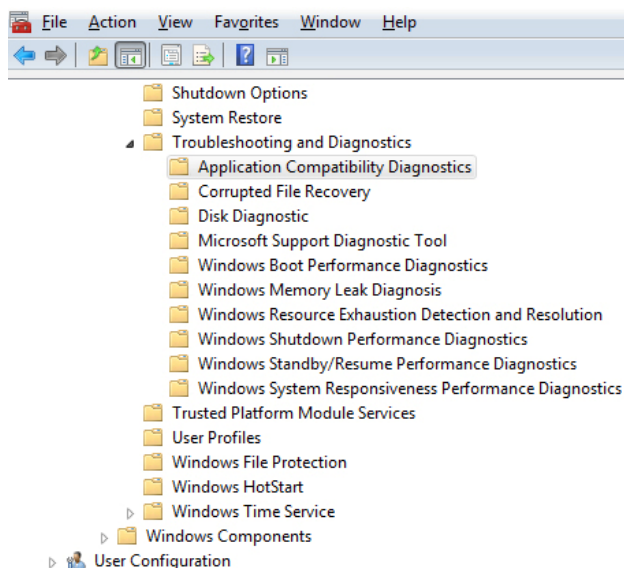 File Action View Favorites Window Help
Shutdown Options
System Restore
Troubleshooting and Diagnostics
Application Compatibility Diagnostics
Corrupted File Recovery
Disk Diagnostic
Microsoft Support Diagnostic Tool
Windows Boot Performance Diagnostics
Windows Memory Leak Diagnosis
Windows Resource Exhaustion Detection and Resolution
Windows Shutdown Performance Diagnostics
Windows Standby/Resume Performance Diagnostics
Windows System Responsiveness Performance Diagnostics
Trusted Platform Module Services
User Profiles
Windows File Protection
Windows HotStart
Windows Time Service
Windows Components
User Configuration